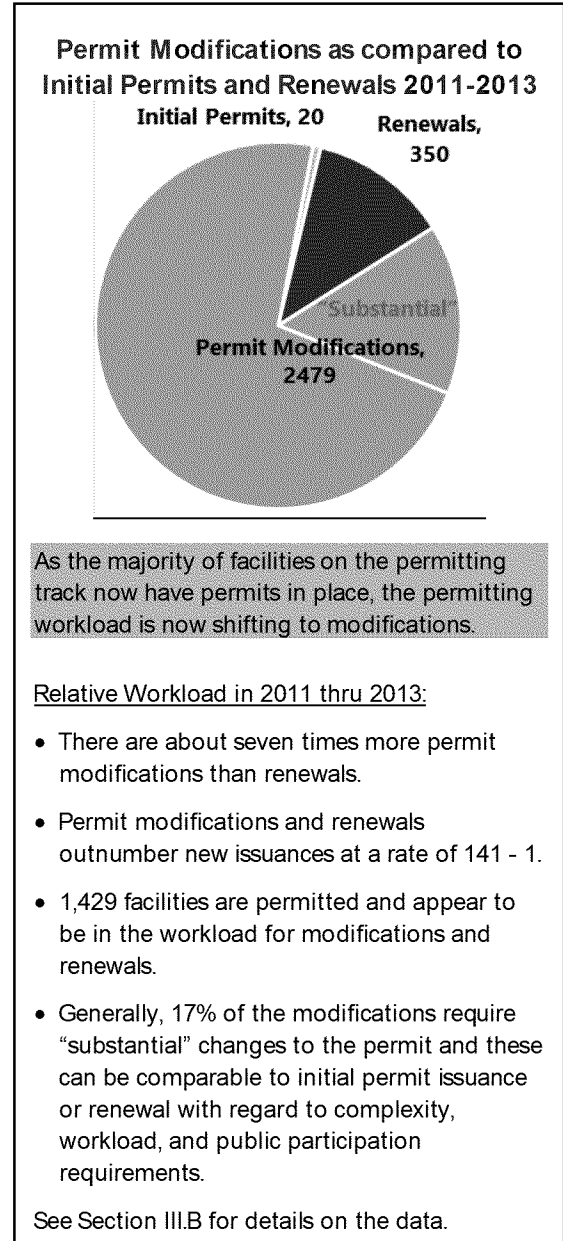 Permit Modifications as compared to
Initial Permits and Renewals 2011-2013
Initial Permits, 20
Renewals,
350
"Substantial"
Permit Modifications,
2479
As the majority of facilities on the permitting
track now have permits in place, the permitting
workload is now shifting to modifications.
Relative Workload in 2011 thru 2013:
• There are about seven times more permit
modifications than renewals.
• Permit modifications and renewals
outnumber new issuances at a rate of 141 - 1.
• 1,429 facilities are permitted and appear to
be in the workload for modifications and
renewals.
• Generally, 17% of the modifications require
“substantial” changes to the permit and these
can be comparable to initial permit issuance
or renewal with regard to complexity,
workload, and public participation
requirements.
See Section III.B for details on the data.